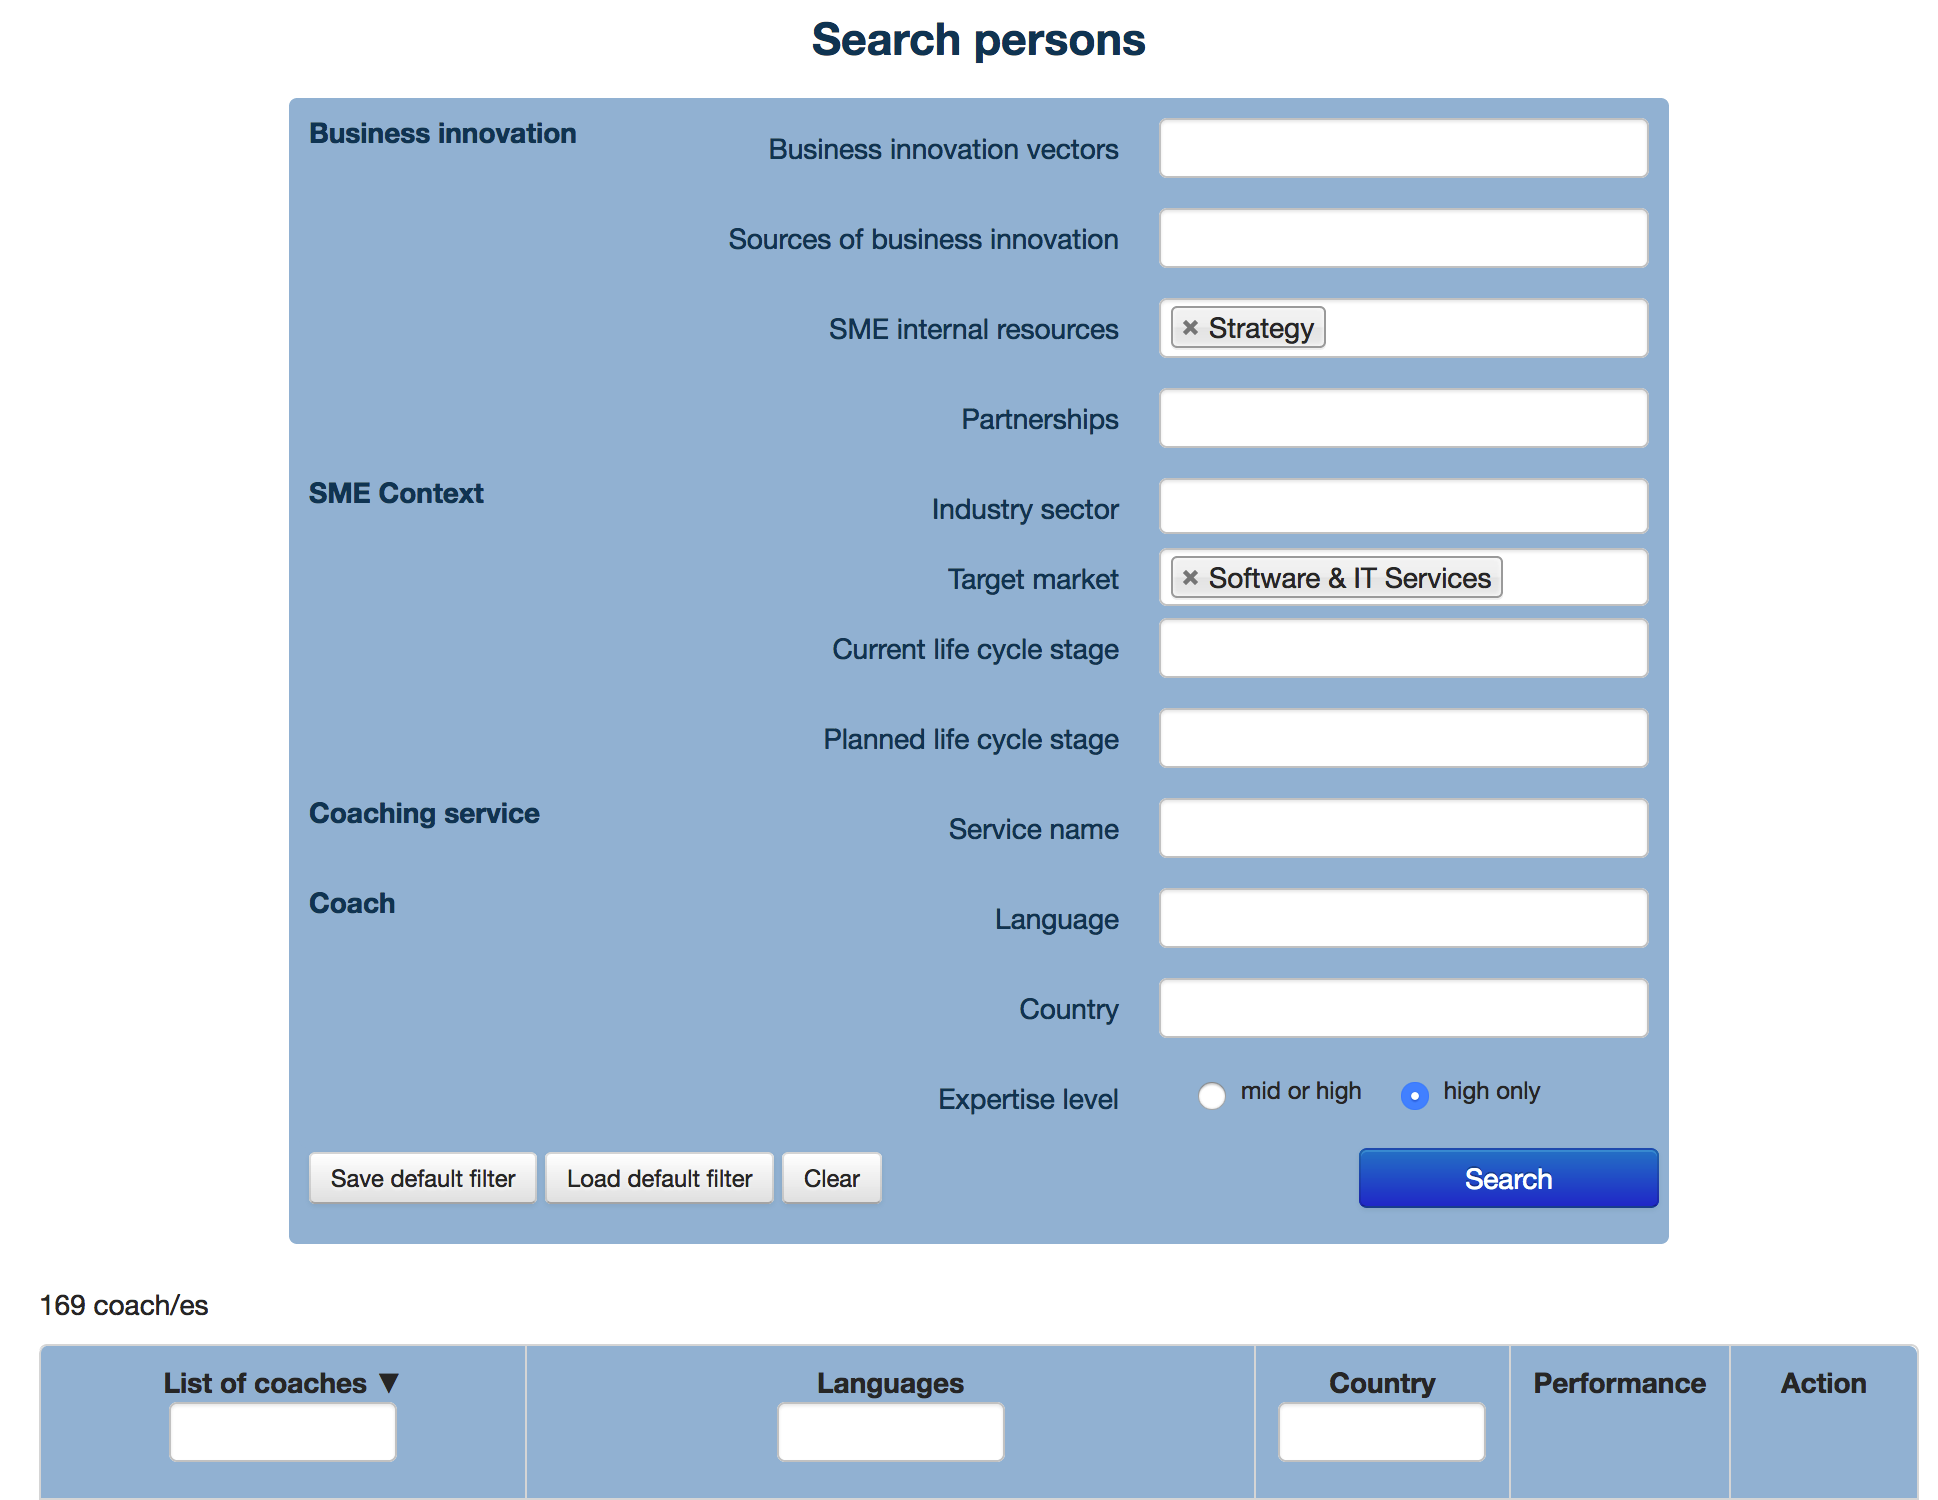 Search persons
Business innovation
Business innovation vectors
Sources of business innovation
SME internal resources
✖ Strategy
Partnerships
SME Context
Industry sector
Target market
✖ Software & IT Services
Current life cycle stage
Planned life cycle stage
Coaching service
Service name
Coach
Language
Country
Expertise level
mid or high
high only
Save default filter
Load default filter
Clear
Search
169 coach/es
List of coaches ▼
Languages
Country
Performance
Action